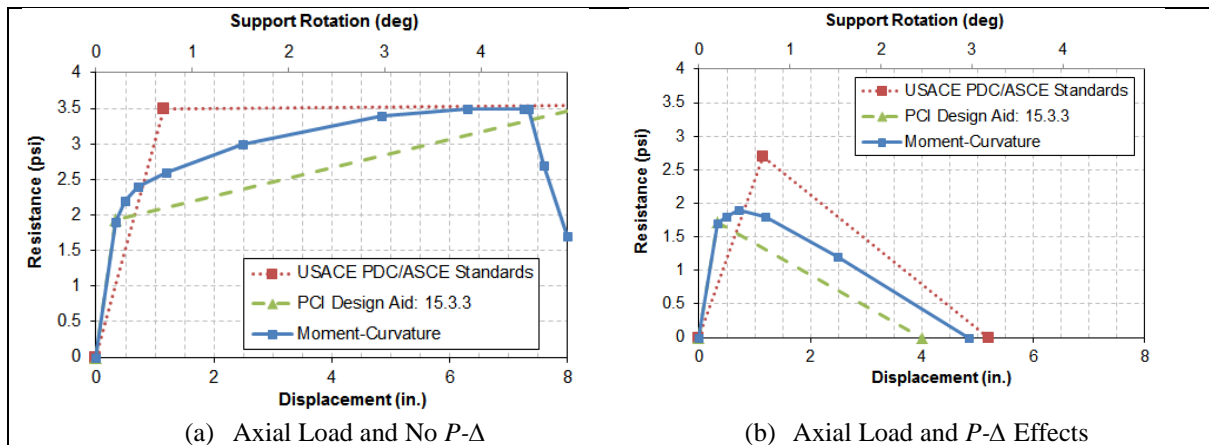 Support Rotation (deg)
0 1 2 3 4
4
3.5
3
2.5
2
1.5
1
0.5
0
Resistance (psi)
USACE PDC/ASCE Standards
PCI Design Aid: 15.3.3
Moment-Curvature
0 2 4 6 8
Displacement (in.)
(a) Axial Load and No P-Δ
Support Rotation (deg)
0 1 2 3 4
4
3.5
3
2.5
2
1.5
1
0.5
0
Resistance (psi)
USACE PDC/ASCE Standards
PCI Design Aid: 15.3.3
Moment-Curvature
0 2 4 6 8
Displacement (in.)
(b) Axial Load and P-Δ Effects